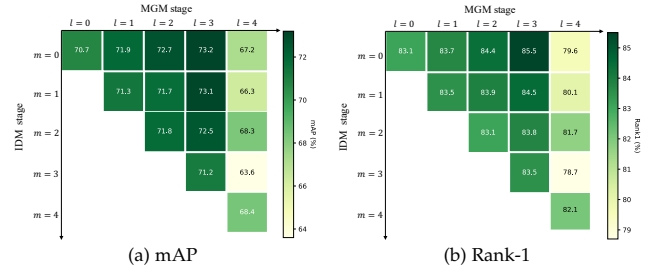 MGM stage
l = 0 l = 1 l = 2 l = 3 l = 4
IDM stage
m = 0 70.7 71.9 72.7 73.2 67.2
m = 1 71.3 71.7 73.1 66.3
m = 2 71.8 72.5 68.3
m = 3 71.2 63.6
m = 4 68.4
72
70
68
66
64
mAP (%)
(a) mAP
MGM stage
l = 0 l = 1 l = 2 l = 3 l = 4
IDM stage
m = 0 83.1 83.7 84.4 85.5 79.6
m = 1 83.5 83.9 84.5 80.1
m = 2 83.1 83.8 81.7
m = 3 83.5 78.7
m = 4 82.1
85
84
83
82
81
80
79
Rank1 (%)
(b) Rank-1